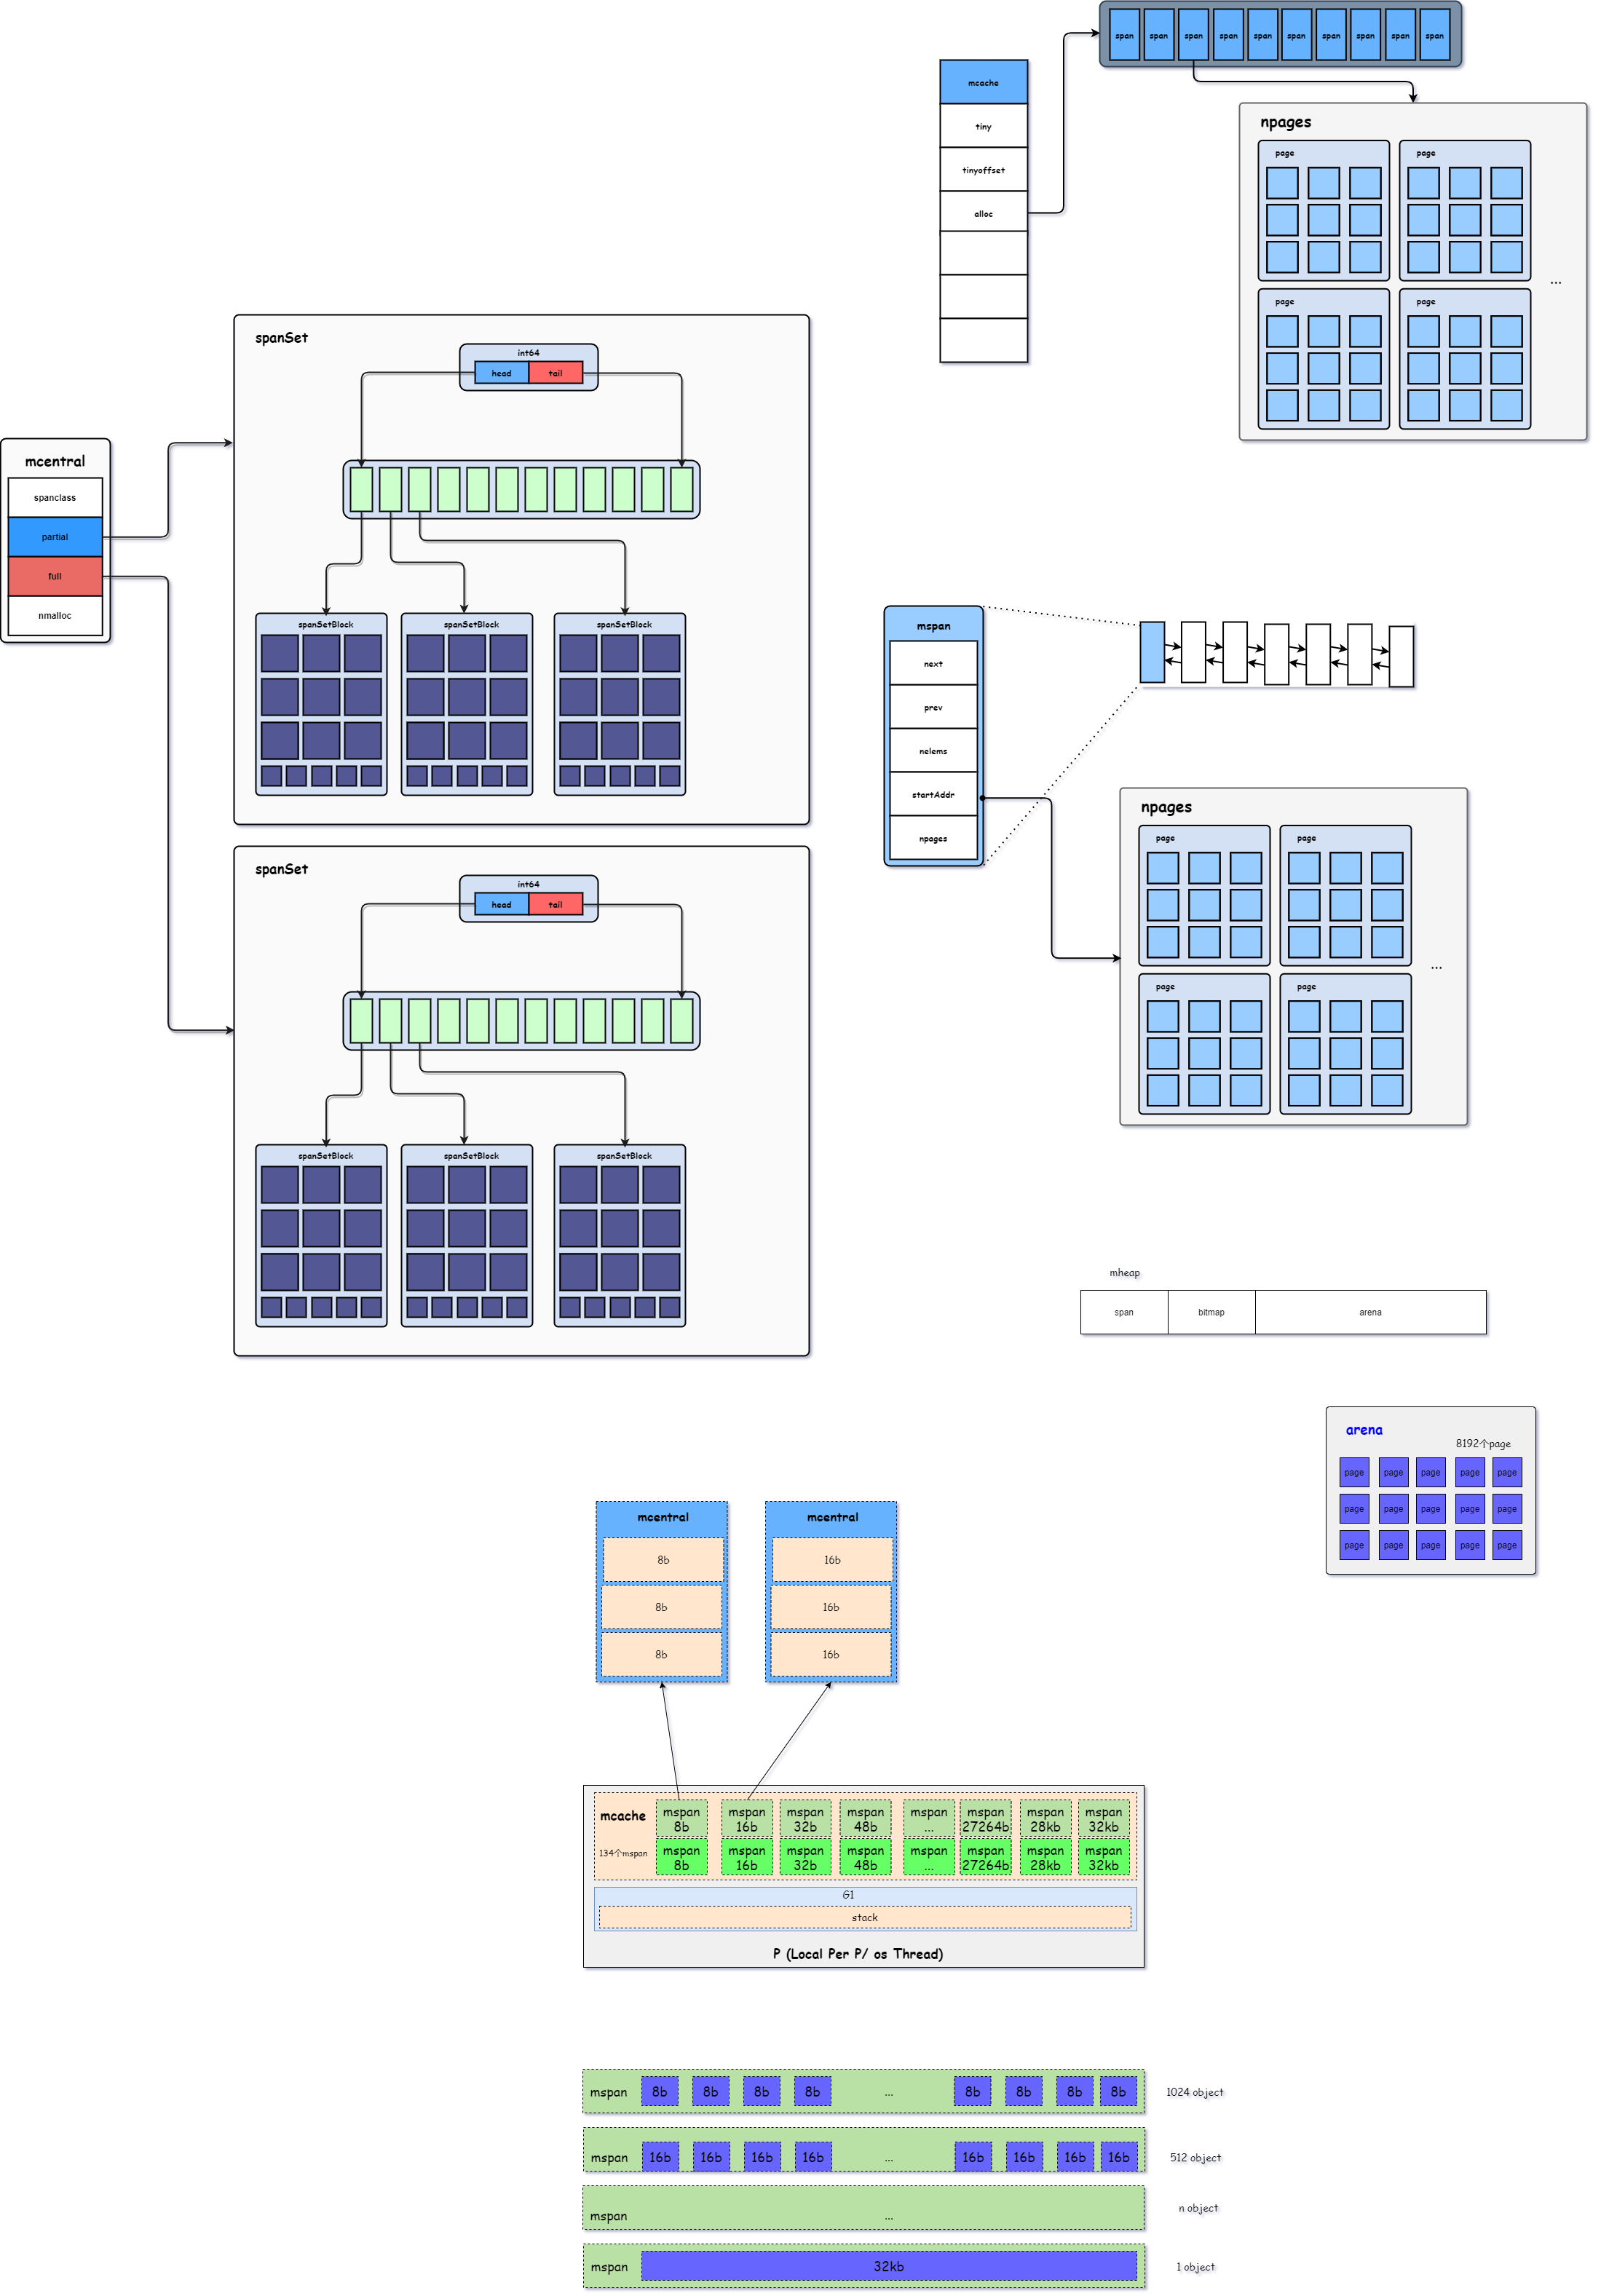 span span span span span span span span span span
mcache
tiny
tinyoffset
alloc
npages
page page
...
page page
spanSet
int64
head tail
spanSetBlock spanSetBlock spanSetBlock
mcentral
spanclass
partial
full
nmalloc
mspan
next
prev
nelems
startAddr
npages
npages
page page
...
page page
spanSet
int64
head tail
spanSetBlock spanSetBlock spanSetBlock
mheap
span bitmap arena
arena
8192个page
page page page page page
page page page page page
page page page page page
mcentral
8b
8b
8b
mcentral
16b
16b
16b
mcache
134个mspan
mspan mspan mspan mspan mspan mspan mspan mspan
8b 16b 32b 48b ... 27264b 28kb 32kb
mspan mspan mspan mspan mspan mspan mspan mspan
8b 16b 32b 48b ... 27264b 28kb 32kb
G1
stack
P (Local Per P/ os Thread)
mspan 8b 8b 8b 8b ... 8b 8b 8b 8b 1024 object
mspan 16b 16b 16b 16b ... 16b 16b 16b 16b 512 object
mspan ... n object
mspan 32kb 1 object